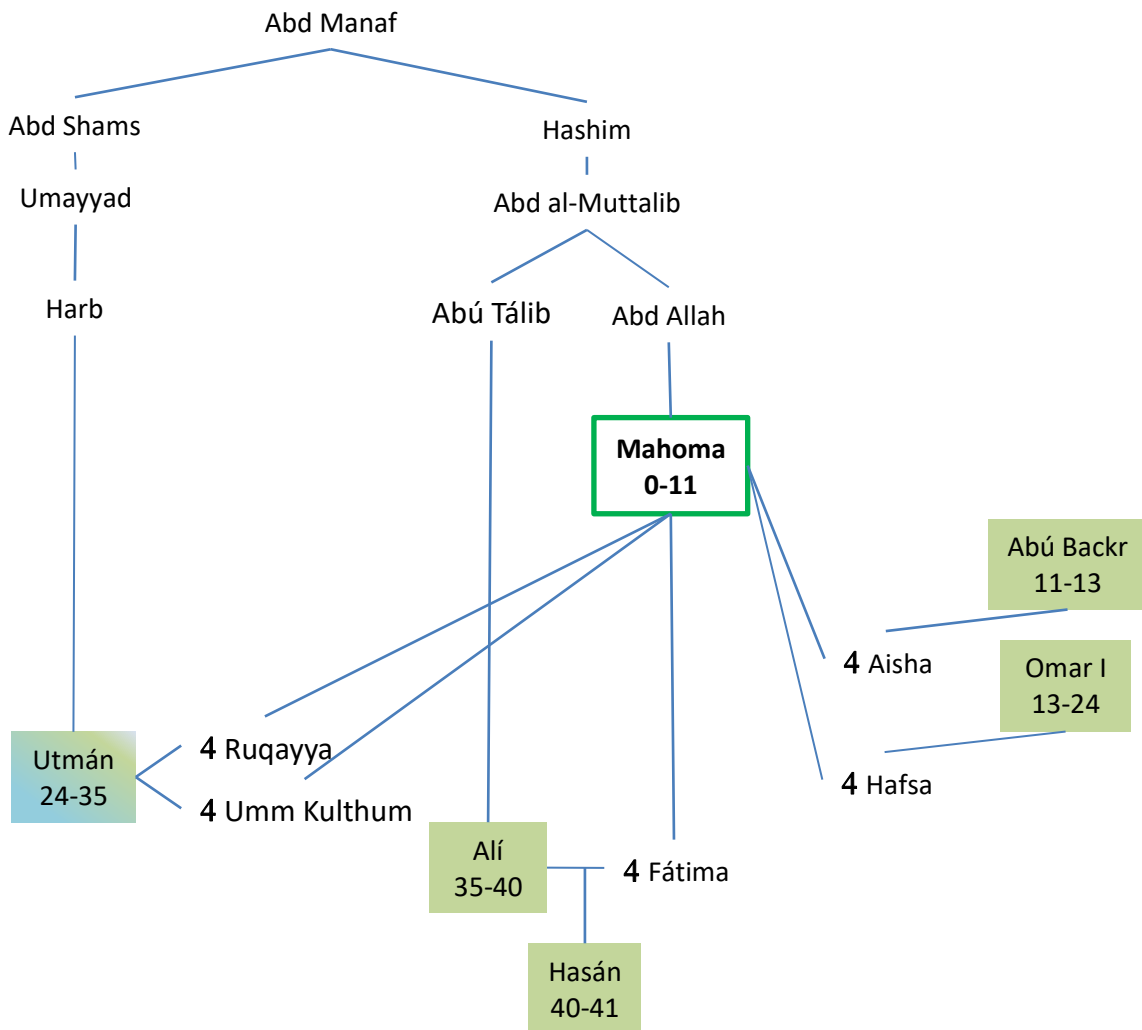 Abd Manaf
Abd Shams
Hashim
Umayyad
Abd al-Muttalib
Harb
Abú Tálib
Abd Allah
Mahoma
0-11
Abú Backr
11-13
4 Aisha
Omar I
13-24
4 Ruqayya
Utmán
24-35
4 Hafsa
4 Umm Kulthum
Alí
35-40
4 Fátima
Hasán
40-41